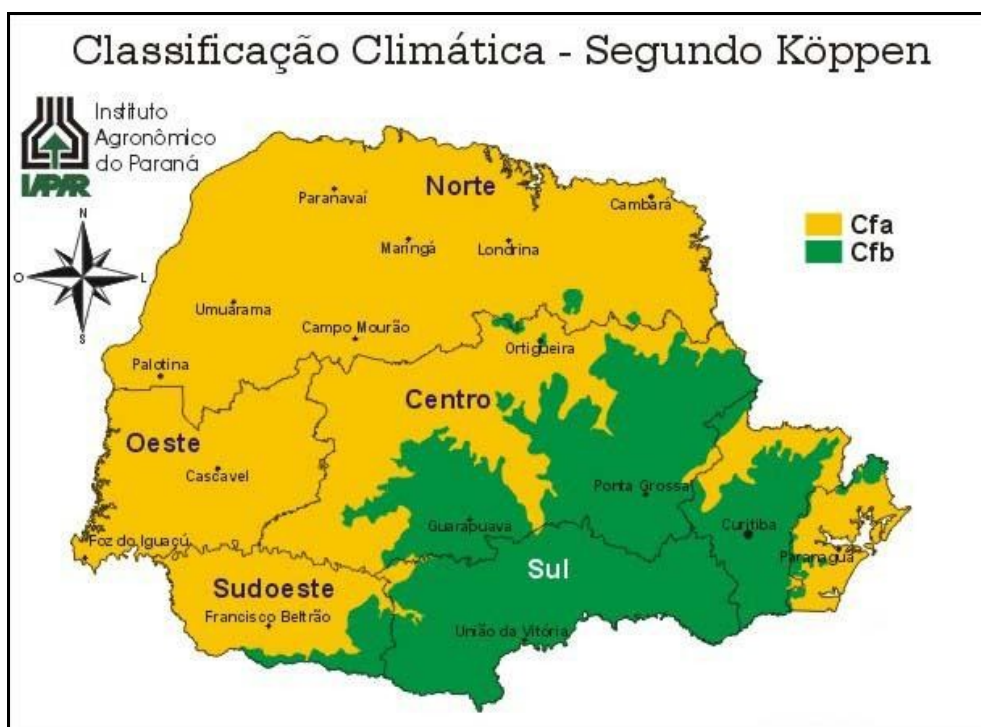 Classificação Climática - Segundo Köppen
Instituto
Agronômico
do Paraná
IAPAR
N
O
L
S
Cfa
Cfb
Norte
Paranavaí
Cambará
Maringá
Londrina
Umuarama
Campo Mourão
Ortigueira
Palotina
Centro
Oeste
Cascavel
Ponta Grossa
Guarapuava
Curitiba
Foz do Iguaçú
Paranaguá
Sul
Sudoeste
Francisco Beltrão
União da Vitória